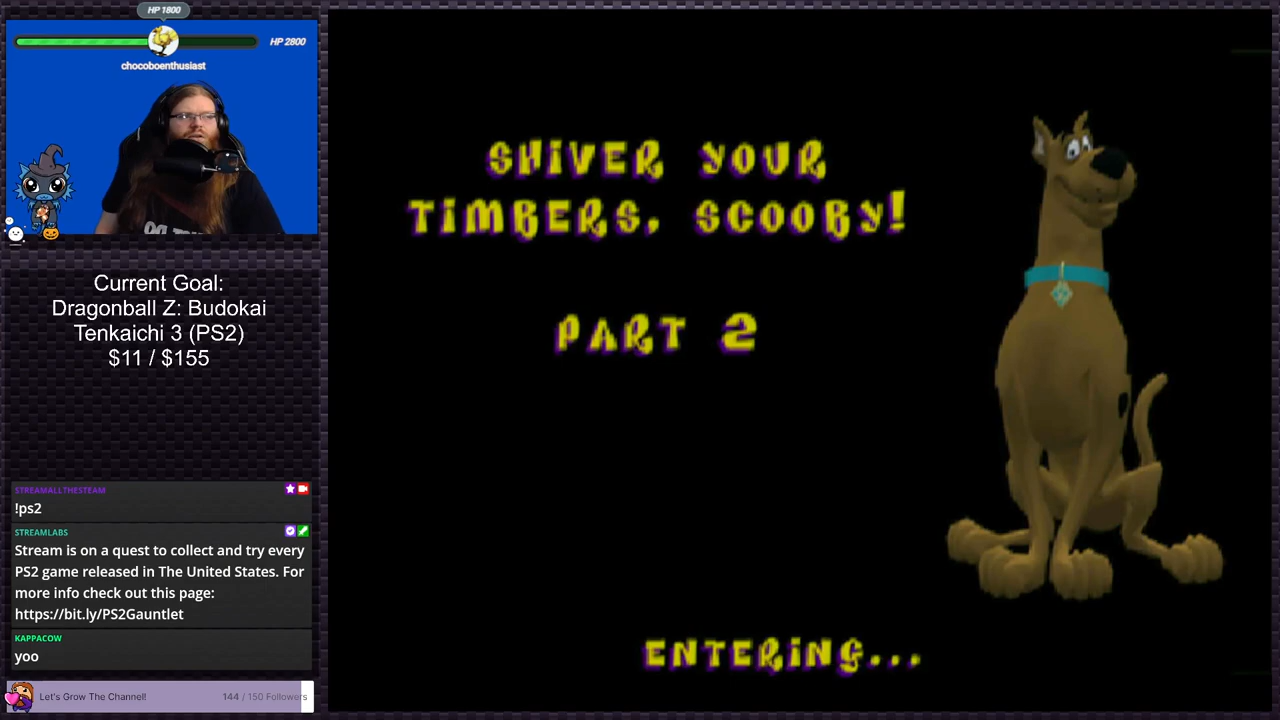 HP 1800
HP 2800
chocoboenthusiast
Current Goal:
Dragonball Z: Budokai
Tenkaichi 3 (PS2)
$11 / $155
STREAMALLTHESTEAM
!ps2
STREAMLABS
Stream is on a quest to collect and try every
PS2 game released in The United States. For
more info check out this page:
https://bit.ly/PS2Gauntlet
KAPPACOW
yoo
Let's Grow The Channel!
144 / 150 Followers
SHiVER YOUR
TiMBERS, SCOOBY!
PART 2
ENTERiNG...